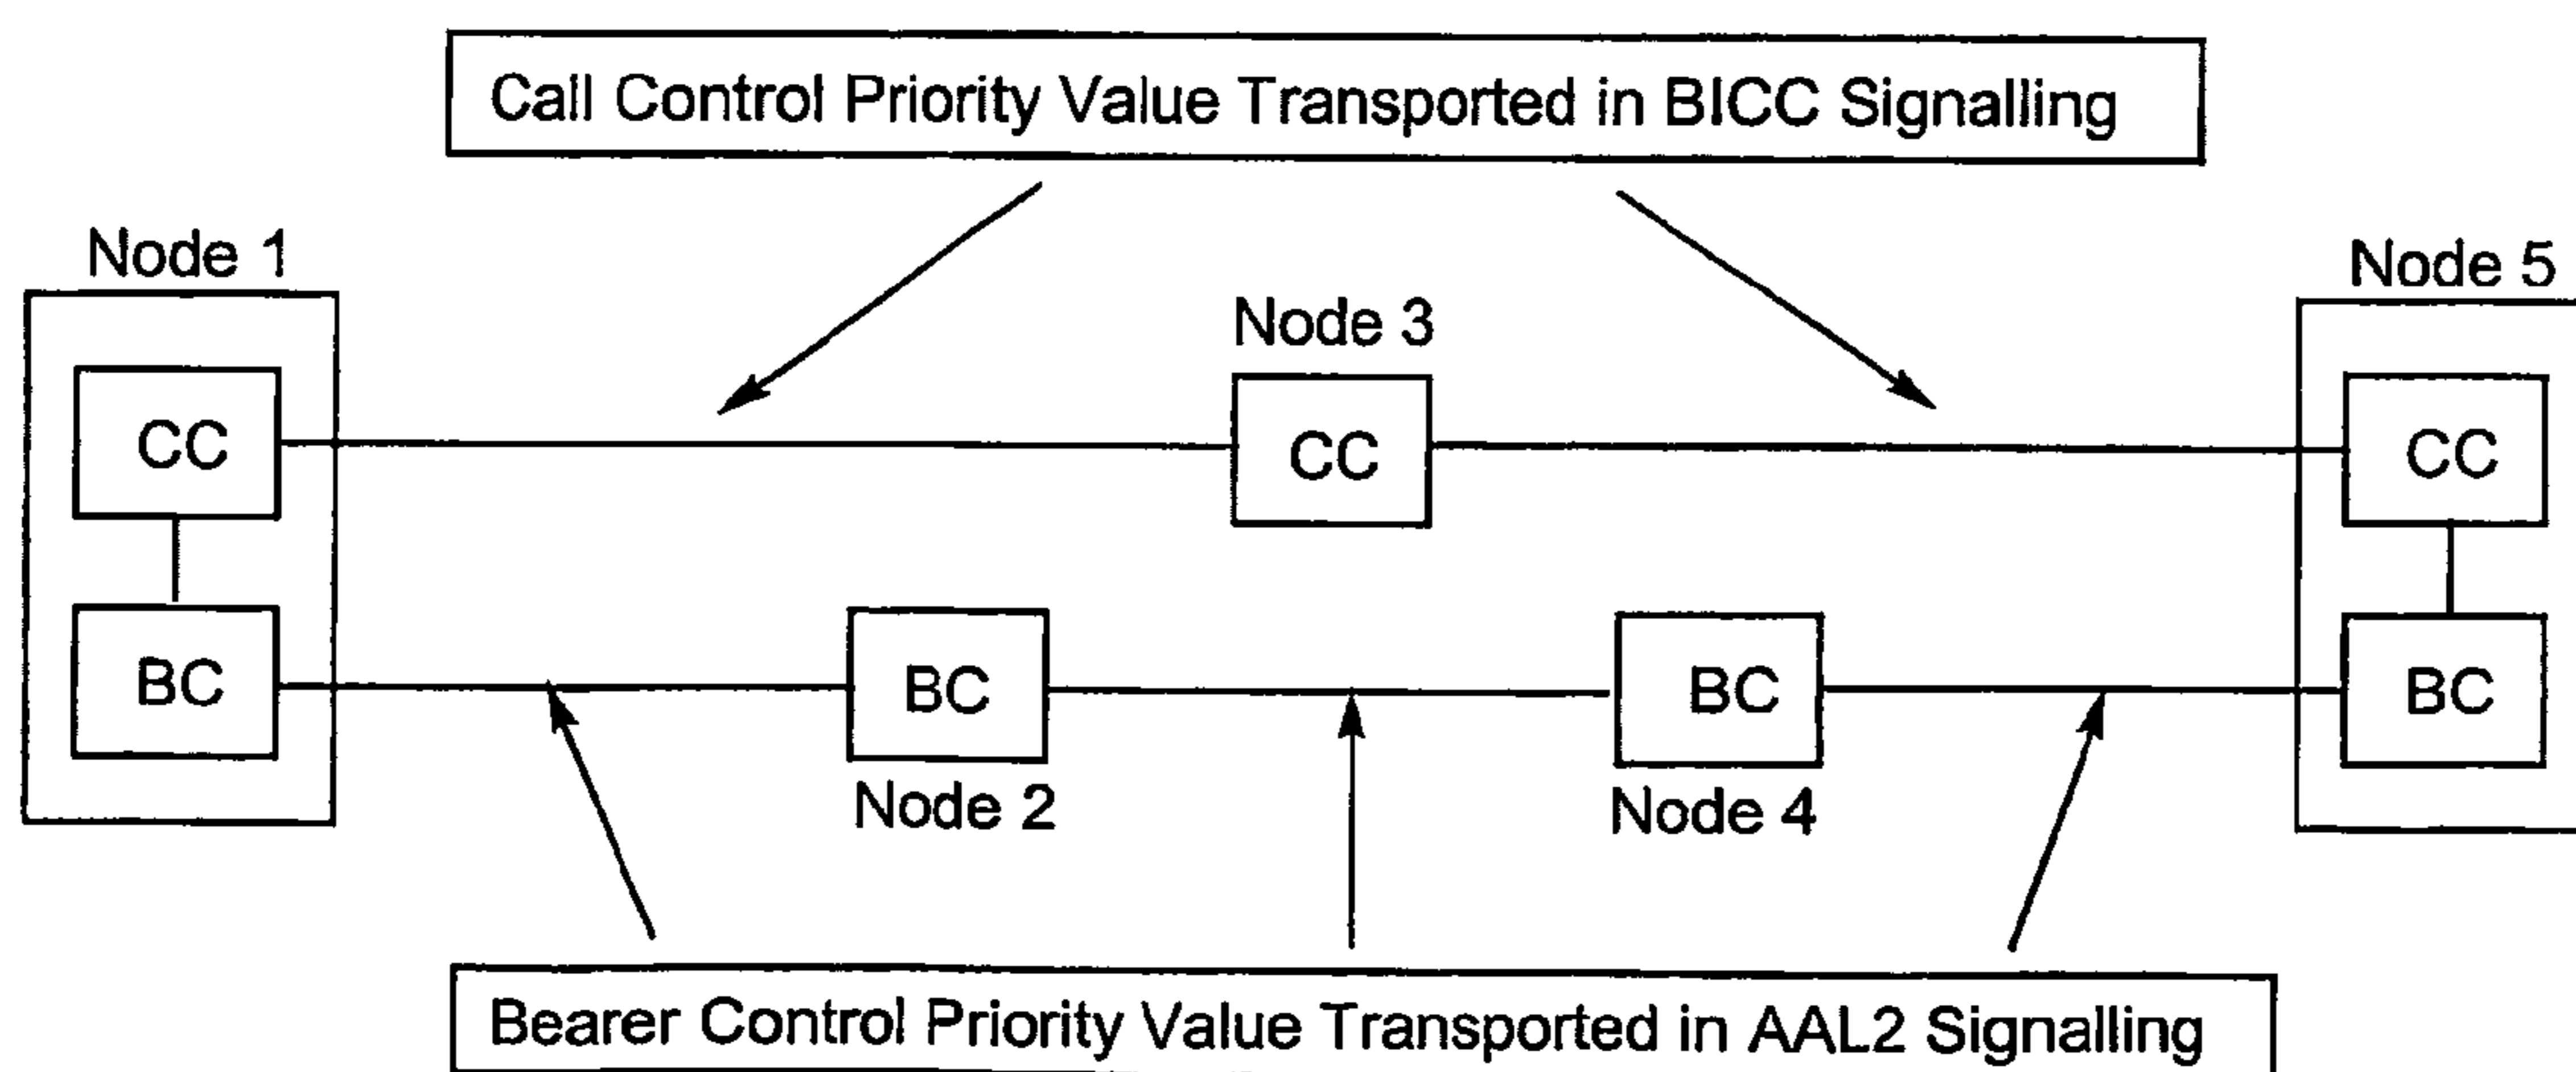 Call Control Priority Value Transported in BICC Signalling
Node 1
Node 5
Node 3
CC
CC
CC
BC
BC
BC
BC
Node 2
Node 4
Bearer Control Priority Value Transported in AAL2 Signalling